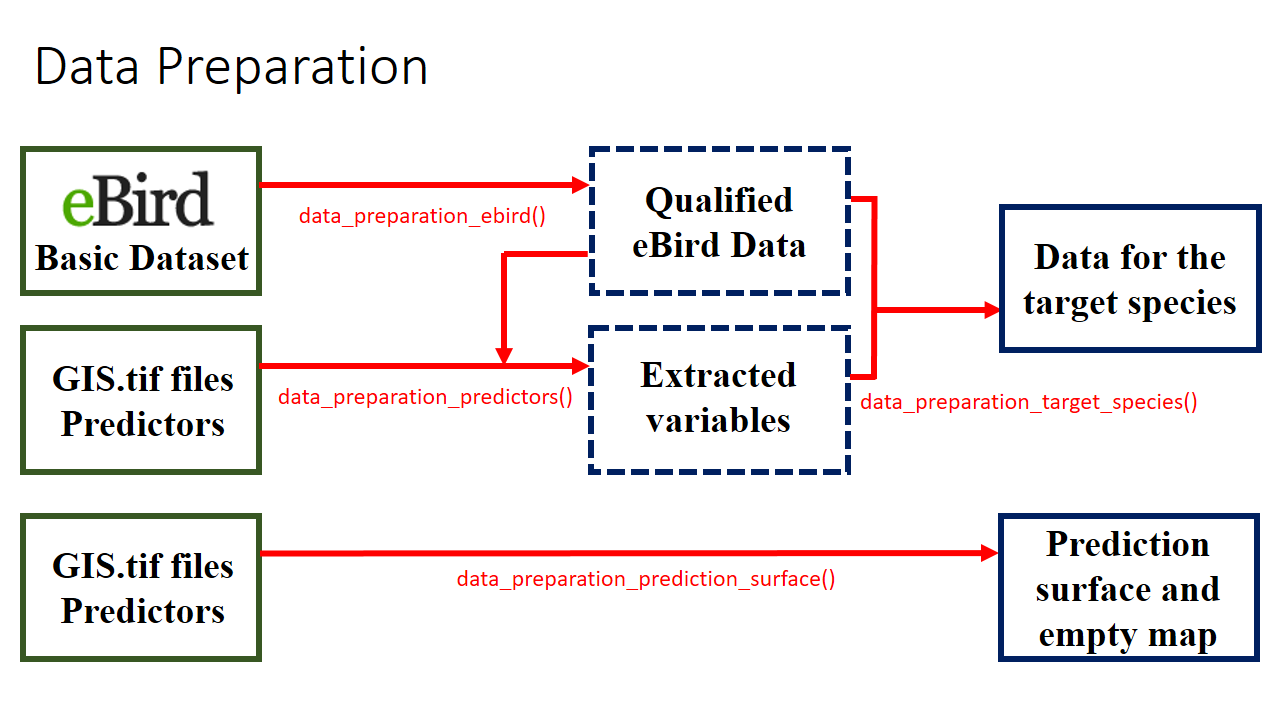 Data Preparation
eBird
Basic Dataset
data_preparation_ebird()
Qualified
eBird Data
Data for the
target species
GIS.tif files
Predictors
data_preparation_predictors()
Extracted
variables
data_preparation_target_species()
GIS.tif files
Predictors
data_preparation_prediction_surface()
Prediction
surface and
empty map